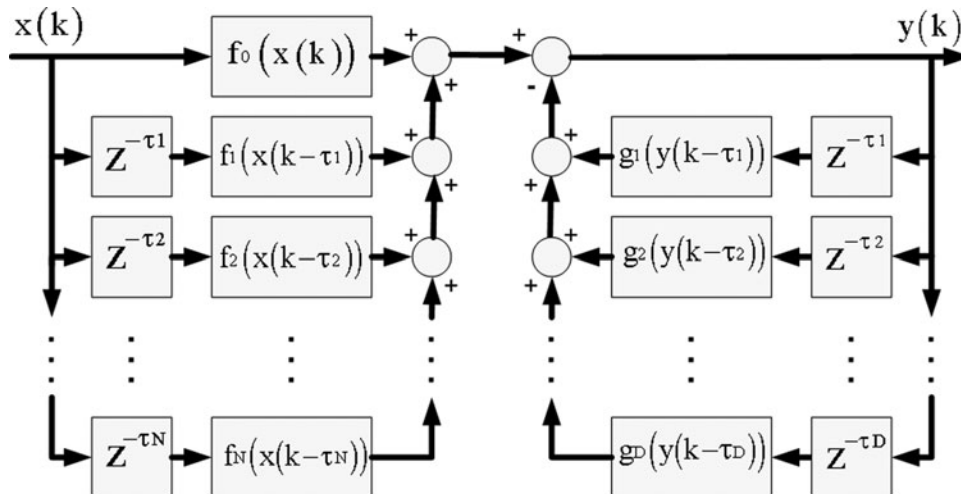 x(k) y(k)
f₀(x(k)) + + +
+ -
Z^-τ1 f₁(x(k-τ₁)) + + g₁(y(k-τ₁)) Z^-τ1
+ +
Z^-τ2 f₂(x(k-τ₂)) + + g₂(y(k-τ₂)) Z^-τ2
+ +
Z^-τN fN(x(k-τN)) gD(y(k-τD)) Z^-τD